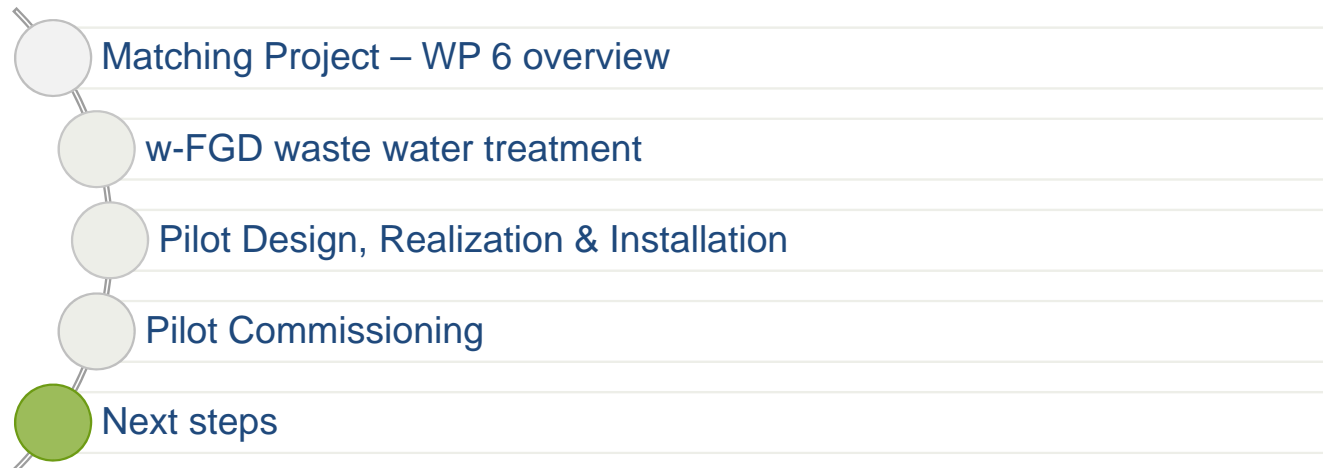 Matching Project – WP 6 overview
w-FGD waste water treatment
Pilot Design, Realization & Installation
Pilot Commissioning
Next steps